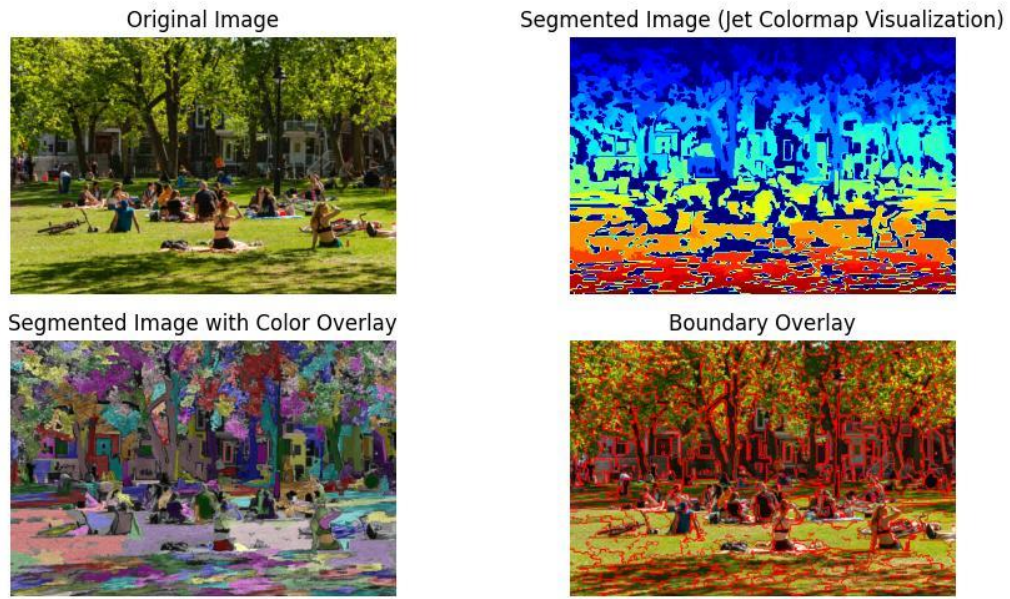 Original Image
Segmented Image (Jet Colormap Visualization)
Segmented Image with Color Overlay
Boundary Overlay